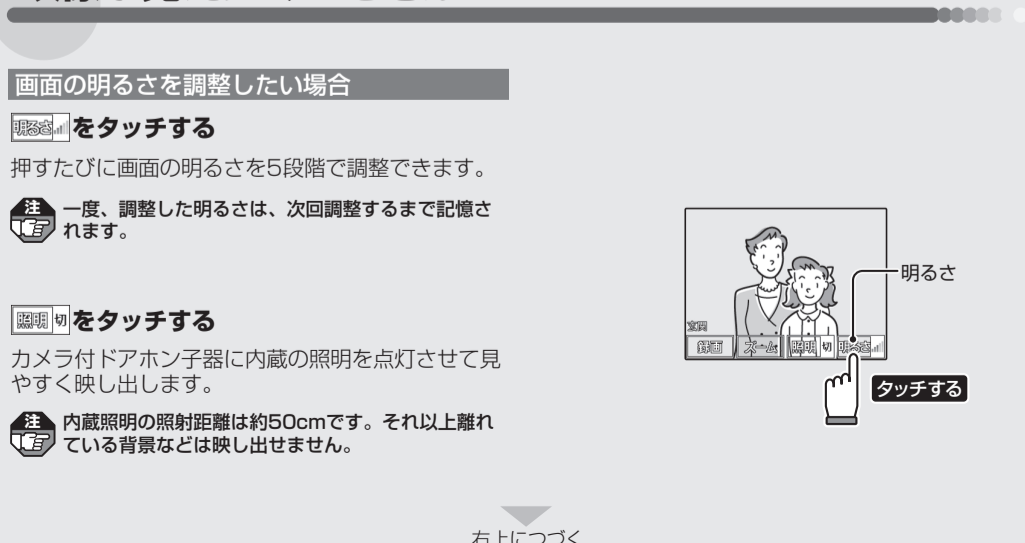 画面の明るさを調整したい場合
明るさをタッチする
押すたびに画面の明るさを5段階で調整できます。
注 一度、調整した明るさは、次回調整するまで記憶さ
れます。
照明切をタッチする
カメラ付ドアホン子器に内蔵の照明を点灯させて見
やすく映し出します。
注 内蔵照明の照射距離は約50cmです。それ以上離れ
ている背景などは映し出せません。
明るさ
玄関
録画 ズーム 照明 切 明るさ
タッチする
右上につづく